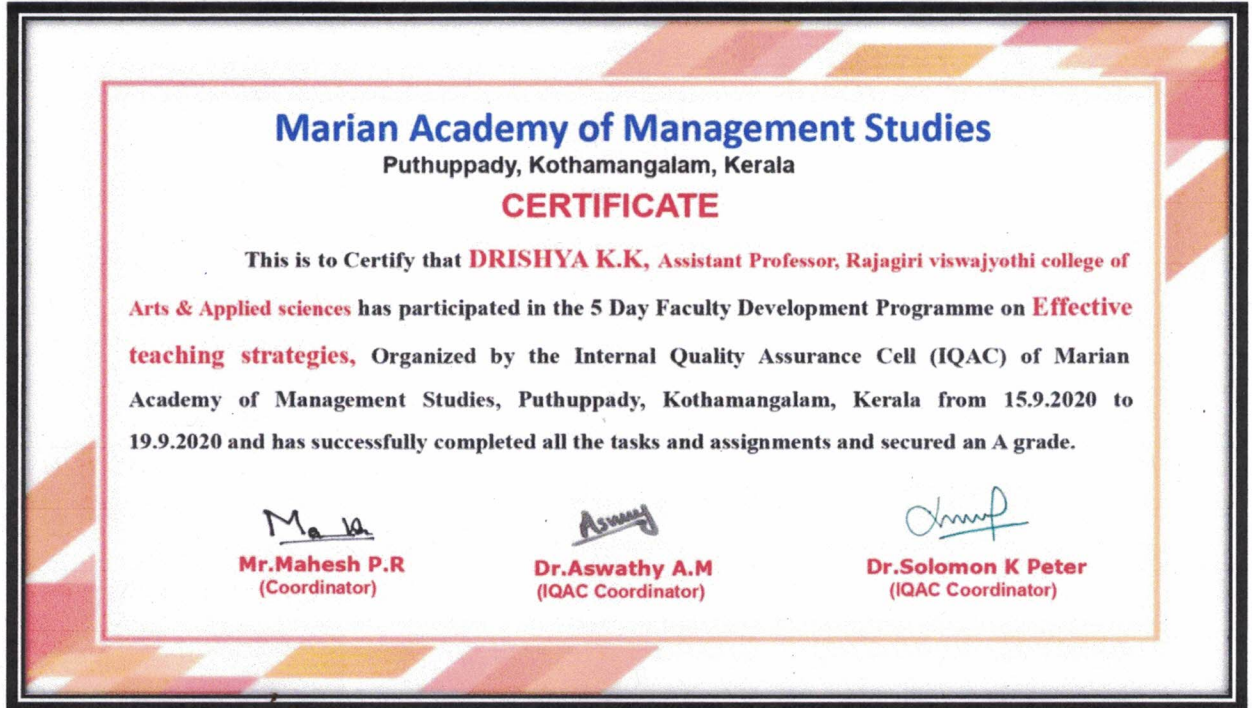 Marian Academy of Management Studies
Puthuppady, Kothamangalam, Kerala
CERTIFICATE
This is to Certify that DRISHYA K.K, Assistant Professor, Rajagiri viswajyothi college of
Arts & Applied sciences has participated in the 5 Day Faculty Development Programme on Effective
teaching strategies, Organized by the Internal Quality Assurance Cell (IQAC) of Marian
Academy of Management Studies, Puthuppady, Kothamangalam, Kerala from 15.9.2020 to
19.9.2020 and has successfully completed all the tasks and assignments and secured an A grade.
Mr.Mahesh P.R
(Coordinator)
Dr.Aswathy A.M
(IQAC Coordinator)
Dr.Solomon K Peter
(IQAC Coordinator)